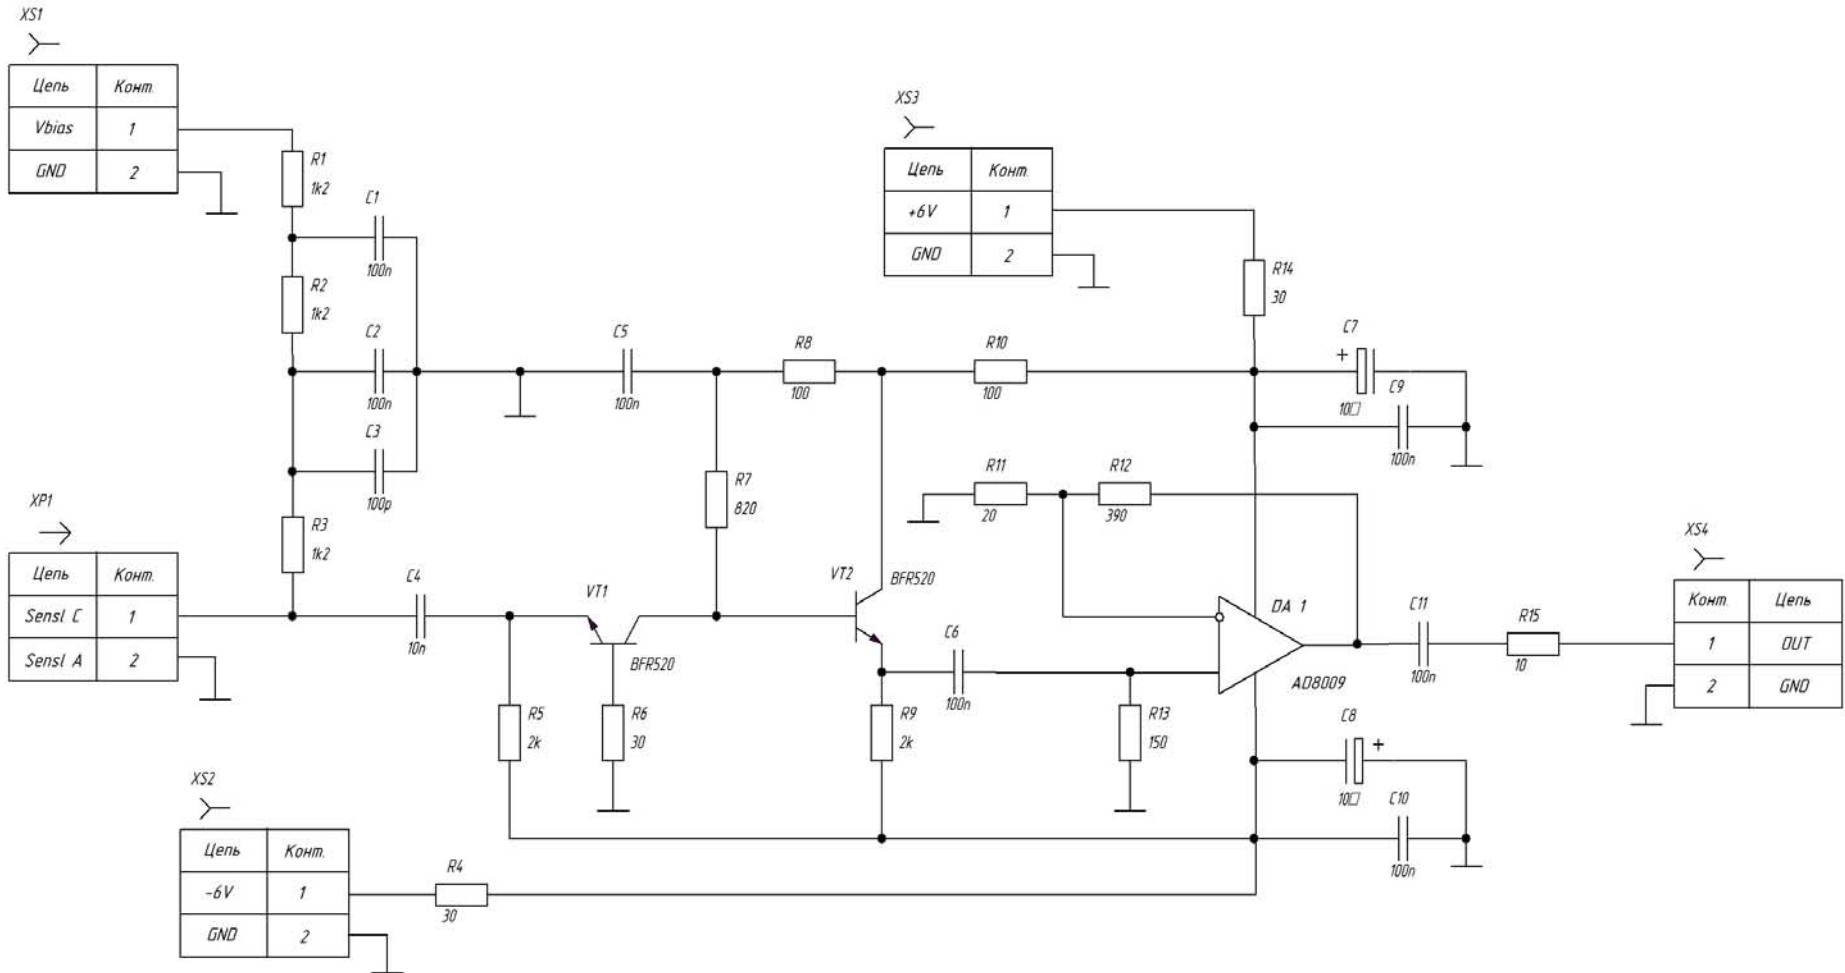 XS1
Цепь Конт.
Vbias 1
GND 2
R1
1k2
C1
100n
R2
1k2
C2
100n
C3
100p
XP1
Цепь Конт.
Sensl C 1
Sensl A 2
R3
1k2
C4
10n
C5
100n
R8
100
R10
100
R7
820
VT1
BFR520
VT2
BFR520
R5
2k
R6
30
R9
2k
C6
100n
R13
150
XS3
Цепь Конт.
+6V 1
GND 2
R14
30
C7
+
10□
C9
100n
R11
20
R12
390
DA 1
AD8009
C11
100n
R15
10
XS4
Конт. Цепь
1 OUT
2 GND
C8
+
10□
C10
100n
XS2
Цепь Конт.
-6V 1
GND 2
R4
30